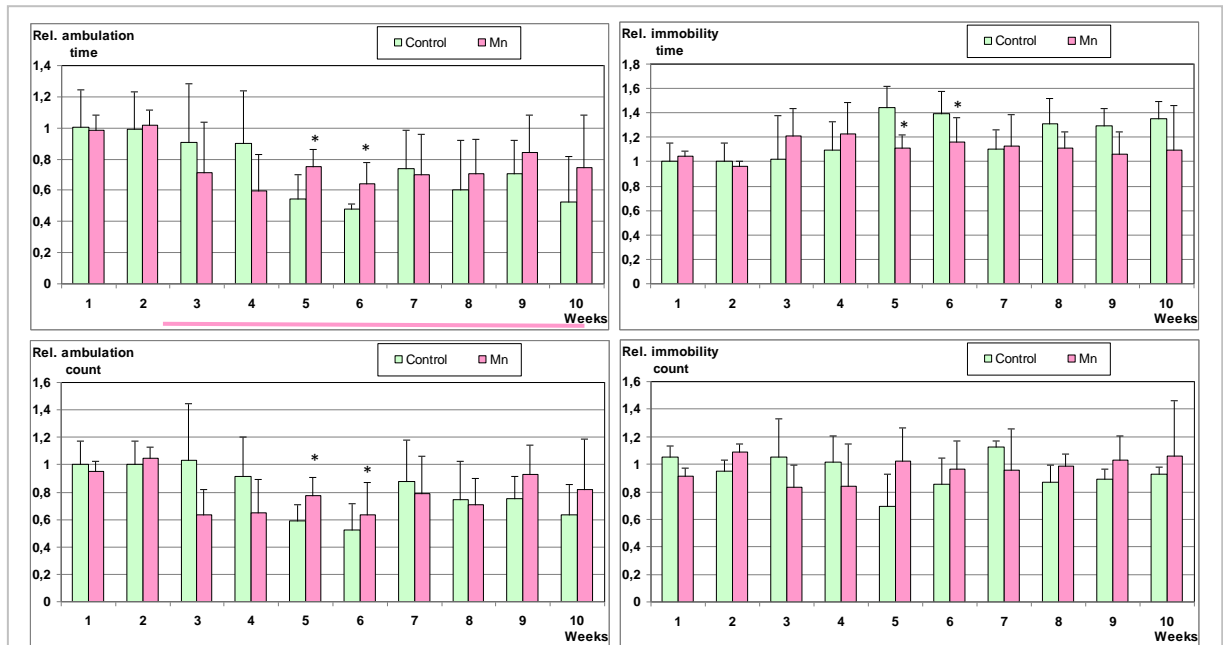 Rel. ambulation
time
Control Mn
1,4
1,2
1
0,8
0,6
0,4
0,2
0
* *
1 2 3 4 5 6 7 8 9 10
Weeks
Rel. immobility
time
Control Mn
1,8
1,6
1,4
1,2
1
0,8
0,6
0,4
0,2
0
* *
1 2 3 4 5 6 7 8 9 10
Weeks
Rel. ambulation
count
Control Mn
1,6
1,4
1,2
1
0,8
0,6
0,4
0,2
0
* *
1 2 3 4 5 6 7 8 9 10
Weeks
Rel. immobility
count
Control Mn
1,6
1,4
1,2
1
0,8
0,6
0,4
0,2
0
1 2 3 4 5 6 7 8 9 10
Weeks